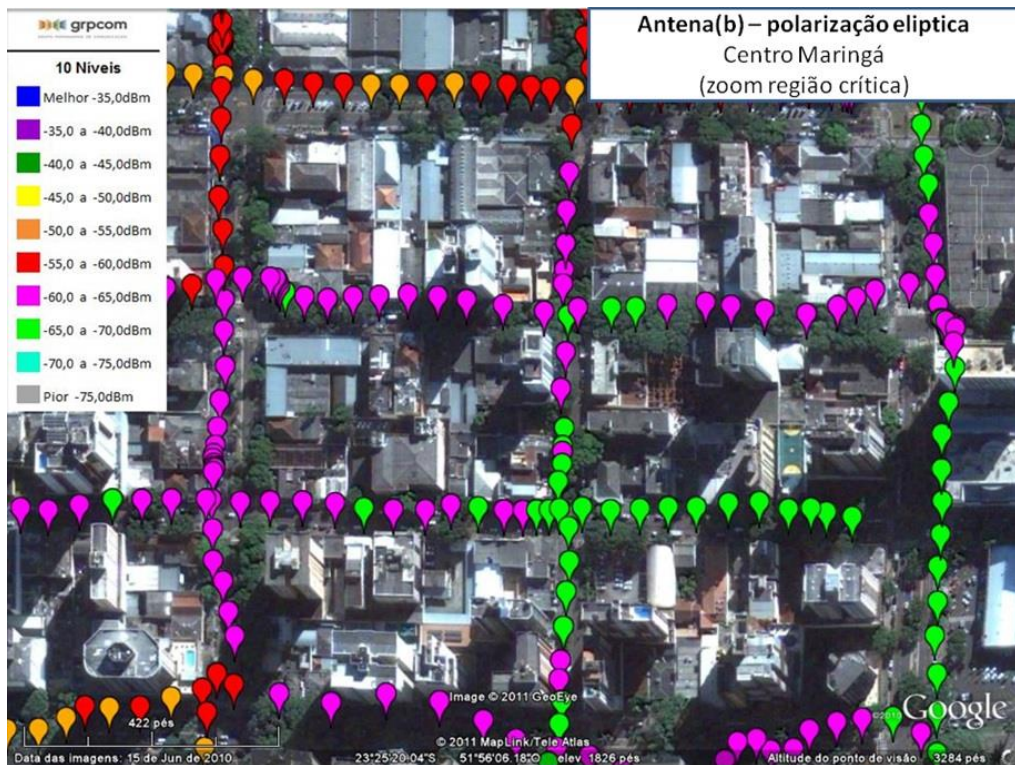 grpcom
Antena(b) – polarização eliptica
Centro Maringá
(zoom região crítica)
10 Níveis
Melhor -35,0dBm
-35,0 a -40,0dBm
-40,0 a -45,0dBm
-45,0 a -50,0dBm
-50,0 a -55,0dBm
-55,0 a -60,0dBm
-60,0 a -65,0dBm
-65,0 a -70,0dBm
-70,0 a -75,0dBm
Pior -75,0dBm
Image © 2011 GeoEye
Google
422 pés
© 2011 MapLink/Tele Atlas
Data das imagens: 15 de Jun de 2010
23°25'20.04"S 51°56'06.18"O elev 1826 pés
Altitude do ponto de visão 3284 pés